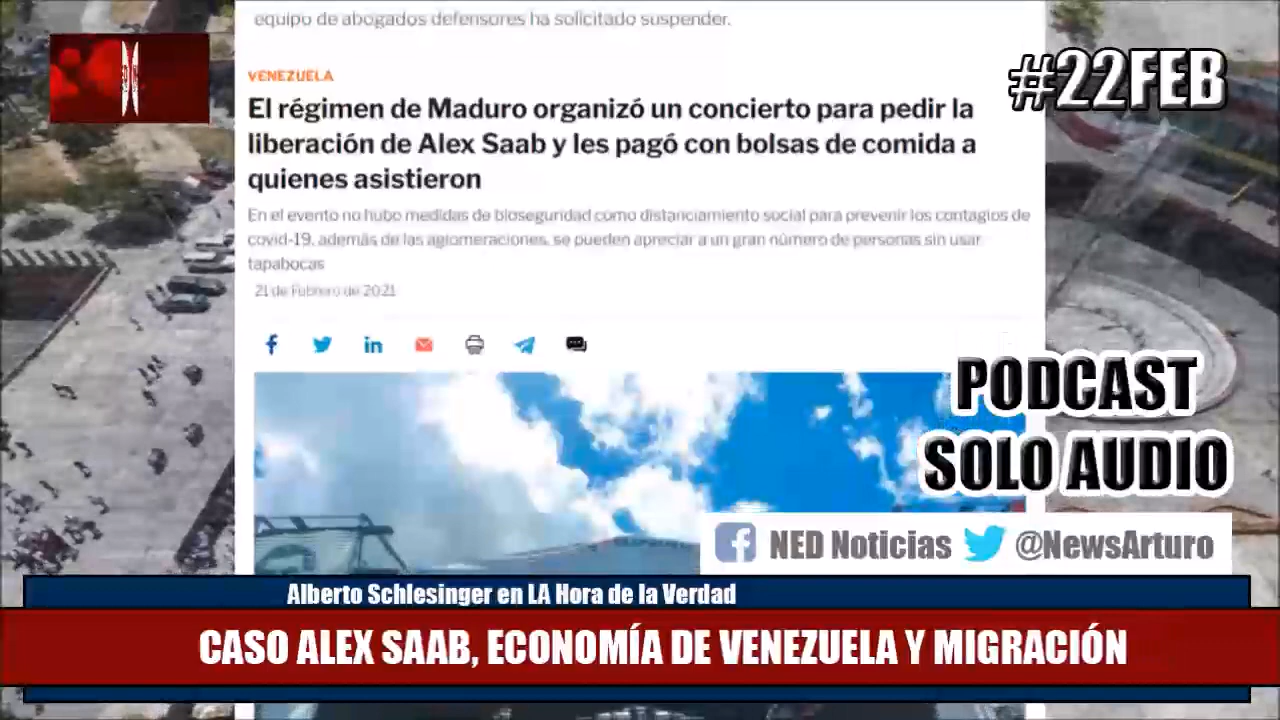 equipo de abogados defensores ha solicitado suspender.
#22FEB
VENEZUELA
El régimen de Maduro organizó un concierto para pedir la
liberación de Alex Saab y les pagó con bolsas de comida a
quienes asistieron
En el evento no hubo medidas de bioseguridad como distanciamiento social para prevenir los contagios de
covid-19, además de las aglomeraciones, se pueden apreciar a un gran número de personas sin usar
tapabocas
21 de Febrero de 2021
PODCAST
SOLO AUDIO
NED Noticias @NewsArturo
Alberto Schlesinger en LA Hora de la Verdad
CASO ALEX SAAB, ECONOMÍA DE VENEZUELA Y MIGRACIÓN